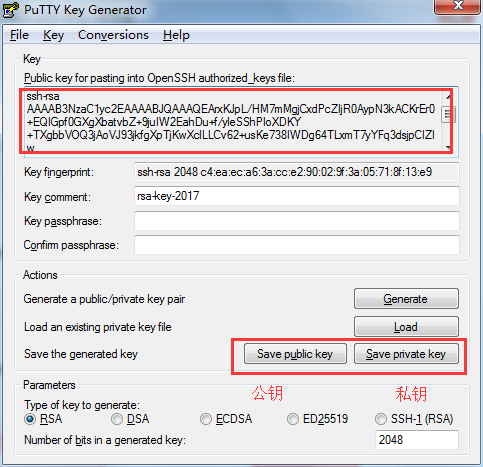 PuTTY Key Generator
File Key Conversions Help
Key
Public key for pasting into OpenSSH authorized_keys file:
ssh-rsa
AAAAB3NzaC1yc2EAAAABJQAAAQEArxKJpL/HM7mMgjCxdPcZIjR0AypN3kACKrEr0
+EQIGpf0GXgXbatvbZ+9juIW2EahDu+f/yleSShPIoXDKY
+TXgbbVOQ3jAoVJ93jkfgXpTjKwXcILLCv62+usKe738IWDg64TLxmT7yYFq3dsjpCIZI
w
Key fingerprint: ssh-rsa 2048 c4:ea:ec:a6:3a:cc:e2:90:02:9f:3a:05:71:8f:13:e9
Key comment: rsa-key-2017
Key passphrase:
Confirm passphrase:
Actions
Generate a public/private key pair Generate
Load an existing private key file Load
Save the generated key Save public key Save private key
公钥 私钥
Parameters
Type of key to generate:
RSA DSA ECDSA ED25519 SSH-1 (RSA)
Number of bits in a generated key: 2048